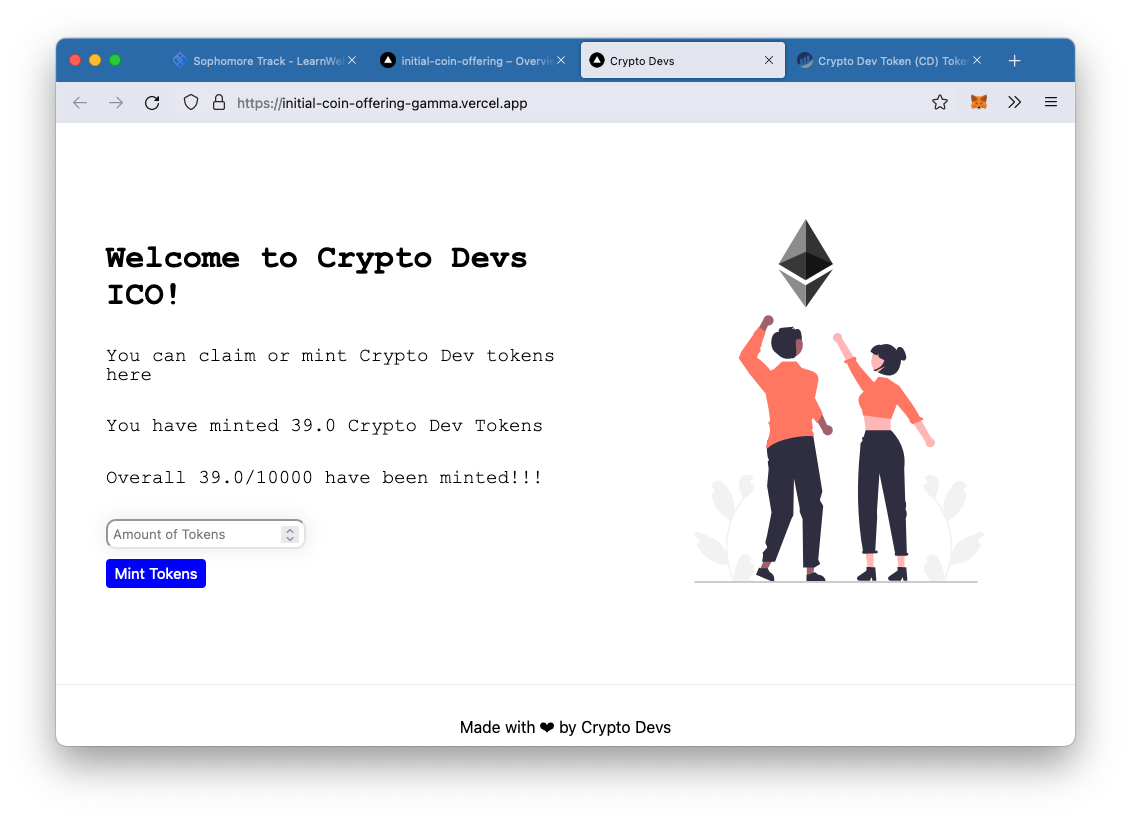 Sophomore Track - LearnWe
initial-coin-offering – Overvie
Crypto Devs
Crypto Dev Token (CD) Toke
https://initial-coin-offering-gamma.vercel.app
Welcome to Crypto Devs
ICO!
You can claim or mint Crypto Dev tokens
here
You have minted 39.0 Crypto Dev Tokens
Overall 39.0/10000 have been minted!!!
Amount of Tokens
Mint Tokens
Made with ❤ by Crypto Devs